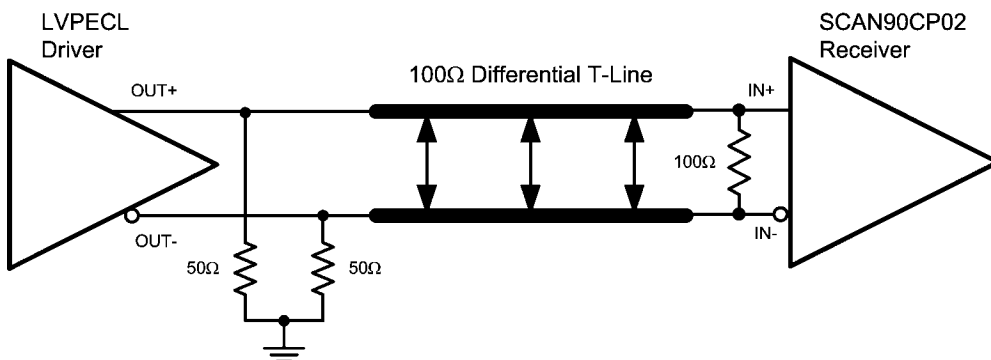 LVPECL
Driver
SCAN90CP02
Receiver
100Ω Differential T-Line
OUT+
IN+
100Ω
OUT-
IN-
50Ω
50Ω